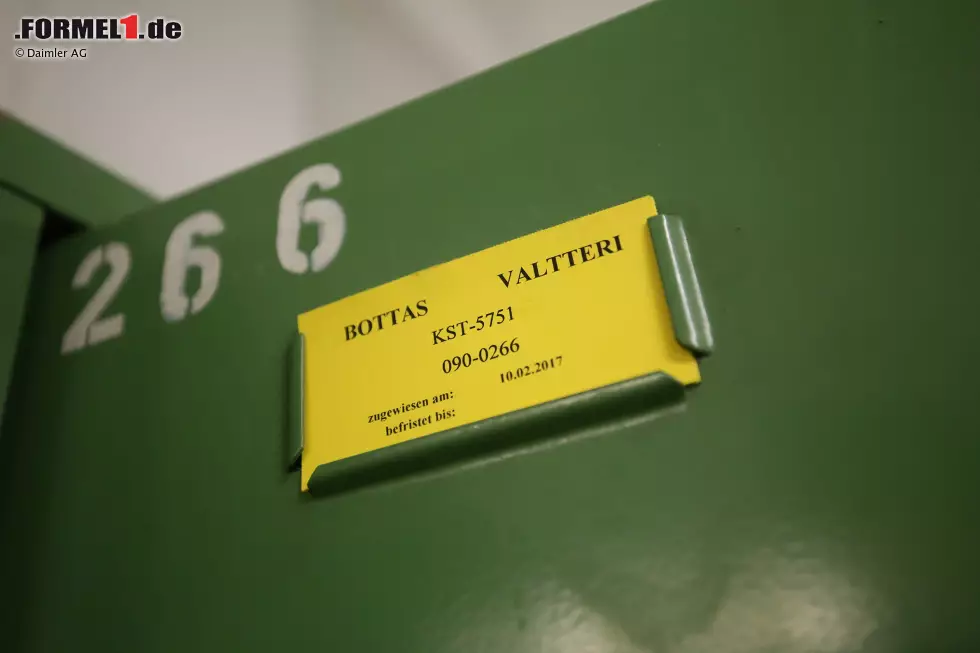 .FORMEL1.de
© Daimler AG
266
BOTTAS VALTTERI
KST-5751
090-0266
zugewiesen am: 10.02.2017
befristet bis: